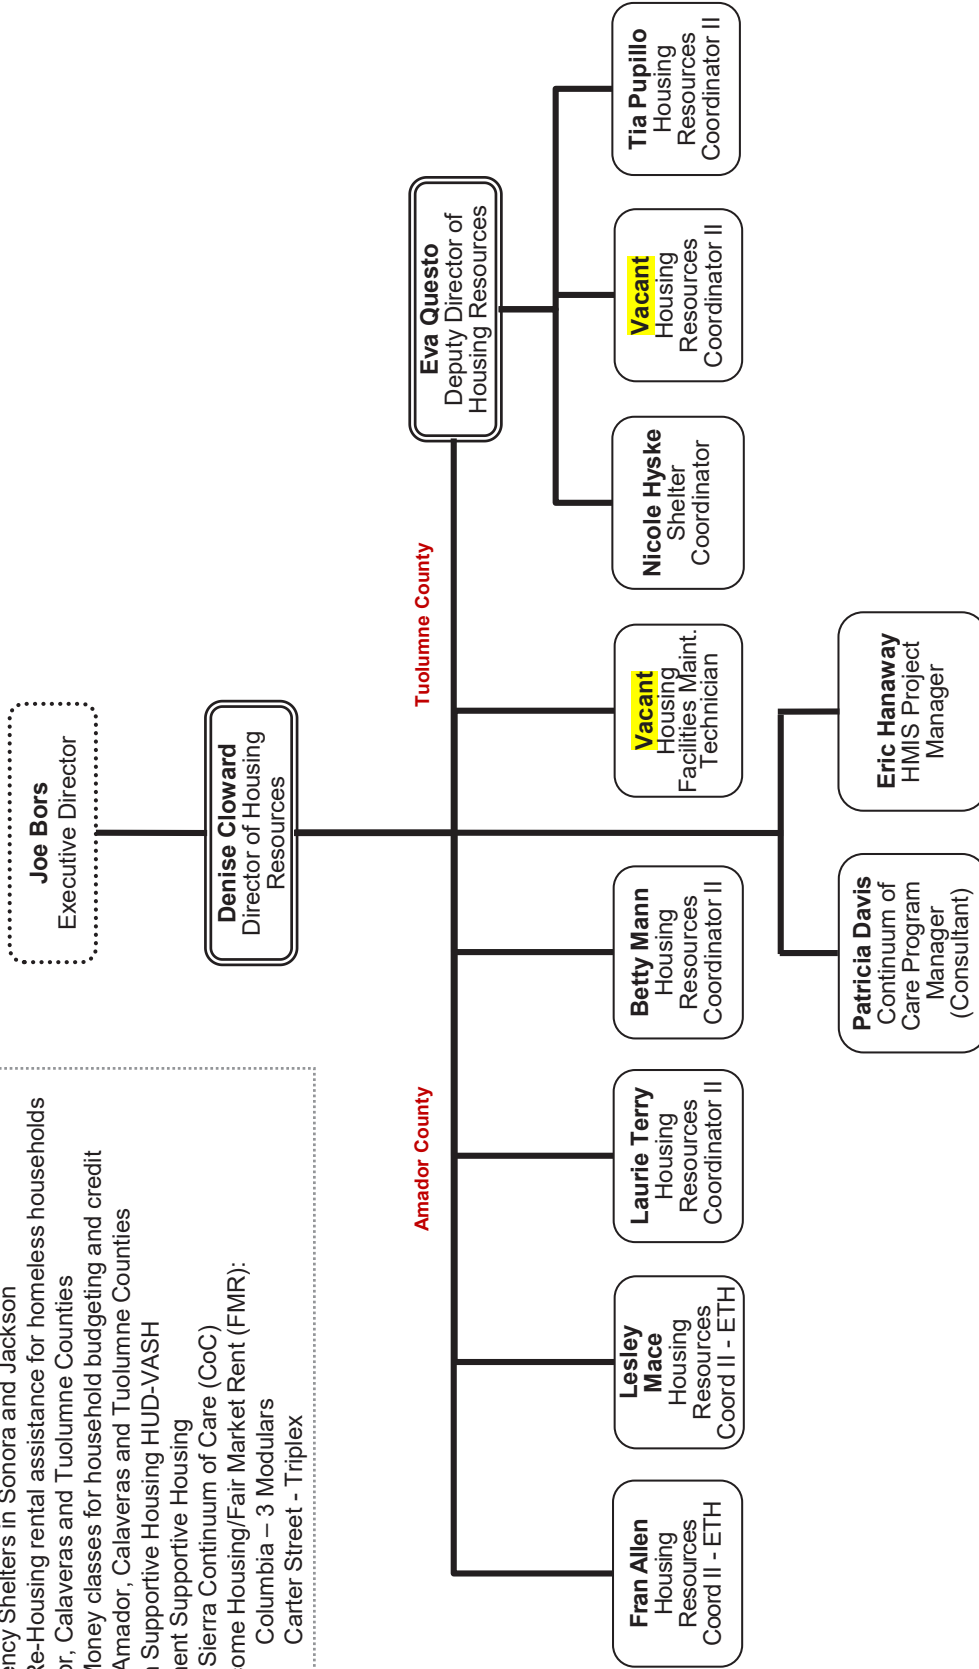 ency Shelters in Sonora and Jackson
Re-Housing rental assistance for homeless households
or, Calaveras and Tuolumne Counties
Money classes for household budgeting and credit
Amador, Calaveras and Tuolumne Counties
Supportive Housing HUD-VASH
ent Supportive Housing
Sierra Continuum of Care (CoC)
ome Housing/Fair Market Rent (FMR):
Columbia – 3 Modulars
Carter Street - Triplex
Joe Bors
Executive Director
Denise Cloward
Director of Housing
Resources
Amador County
Tuolumne County
Eva Questo
Deputy Director of
Housing Resources
Fran Allen
Housing
Resources
Coord II - ETH
Lesley
Mace
Housing
Resources
Coord II - ETH
Laurie Terry
Housing
Resources
Coordinator II
Betty Mann
Housing
Resources
Coordinator II
Vacant
Housing
Facilities Maint.
Technician
Nicole Hyske
Shelter
Coordinator
Vacant
Housing
Resources
Coordinator II
Tia Pupillo
Housing
Resources
Coordinator II
Patricia Davis
Continuum of
Care Program
Manager
(Consultant)
Eric Hanaway
HMIS Project
Manager